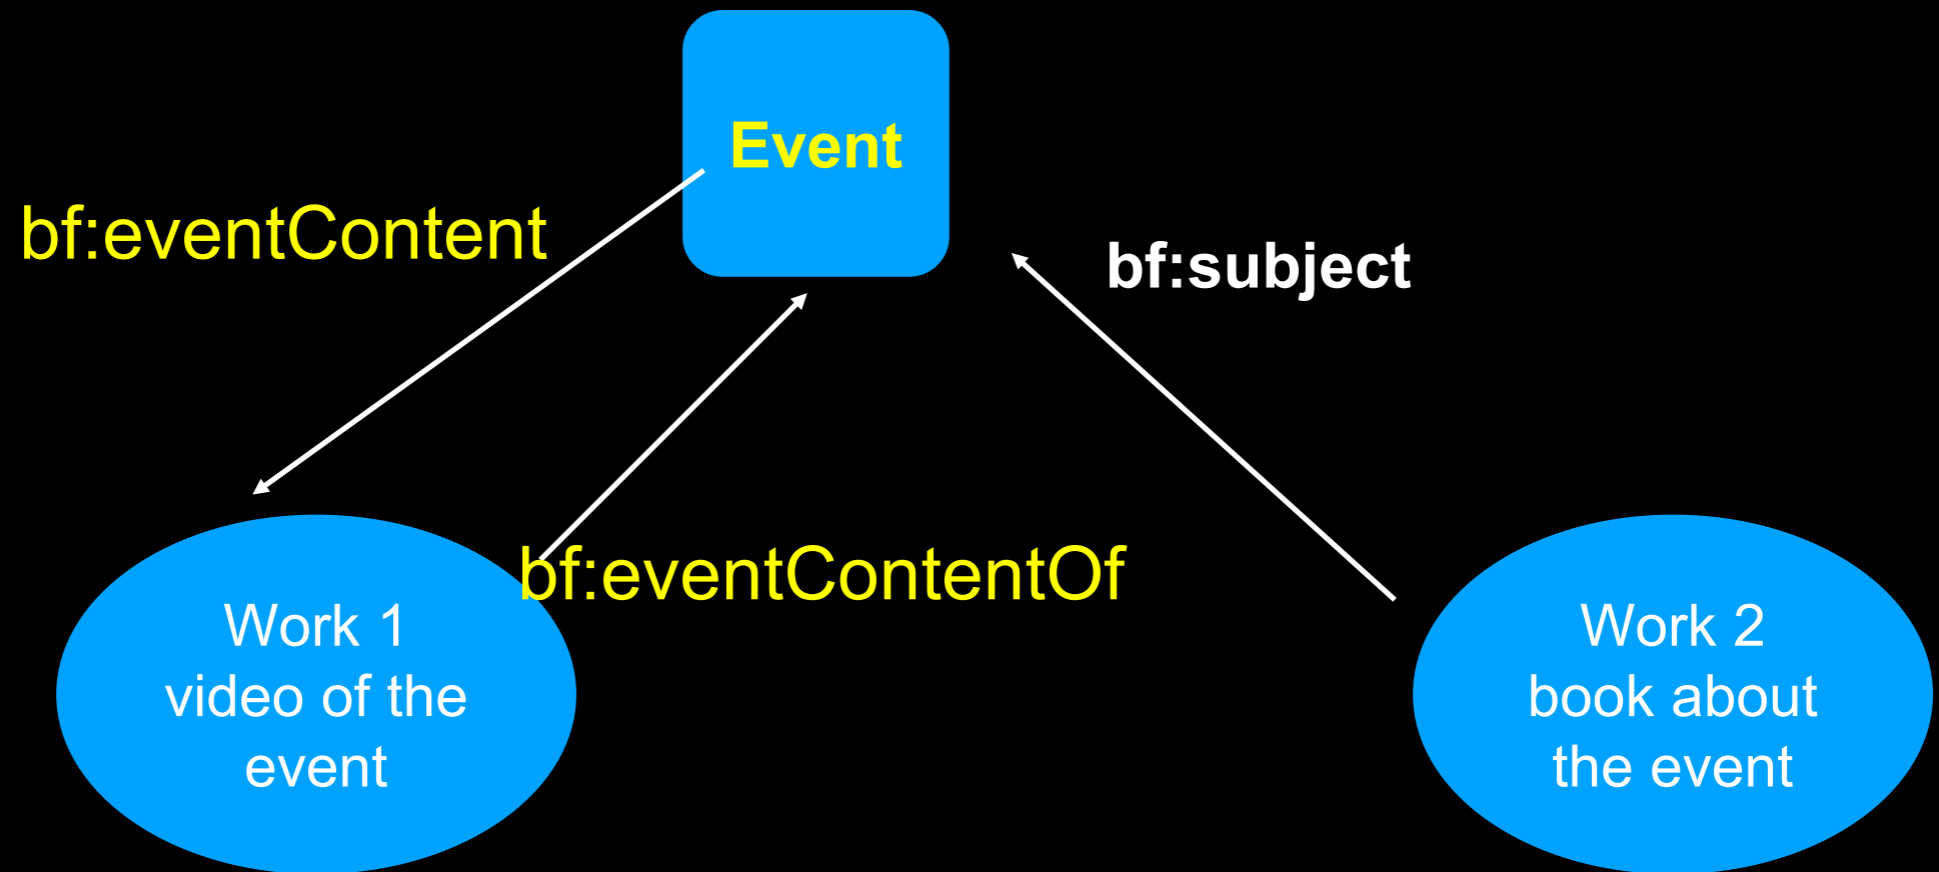 Event
bf:eventContent
bf:subject
bf:eventContentOf
Work 1
video of the
event
Work 2
book about
the event